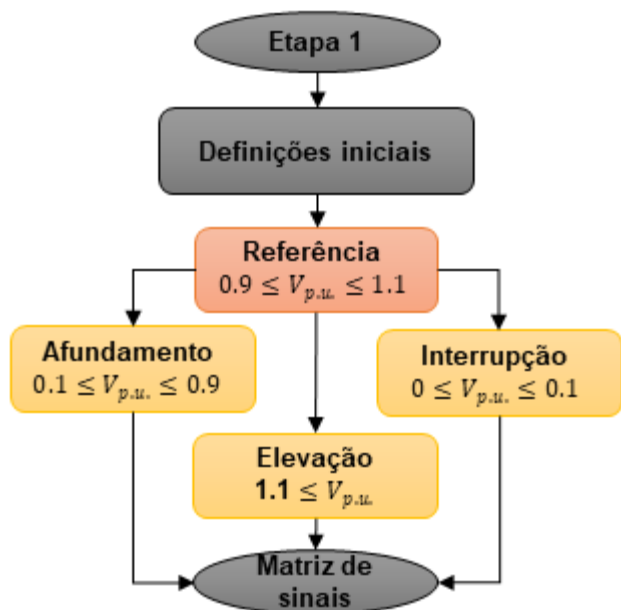 Etapa 1
Definições iniciais
Referência
0.9 ≤ V_{p.u.} ≤ 1.1
Afundamento
0.1 ≤ V_{p.u.} ≤ 0.9
Interrupção
0 ≤ V_{p.u.} ≤ 0.1
Elevação
1.1 ≤ V_{p.u.}
Matriz de
sinais